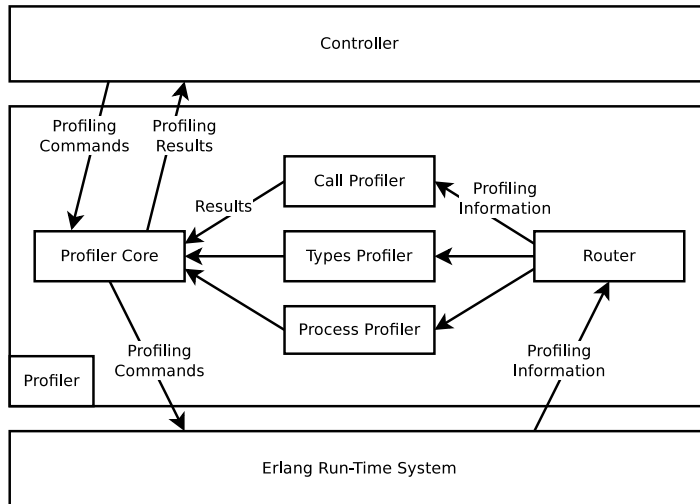 Controller
Profiling
Commands
Profiling
Results
Call Profiler
Profiling
Information
Results
Profiler Core
Types Profiler
Router
Process Profiler
Profiling
Commands
Profiling
Information
Profiler
Erlang Run-Time System